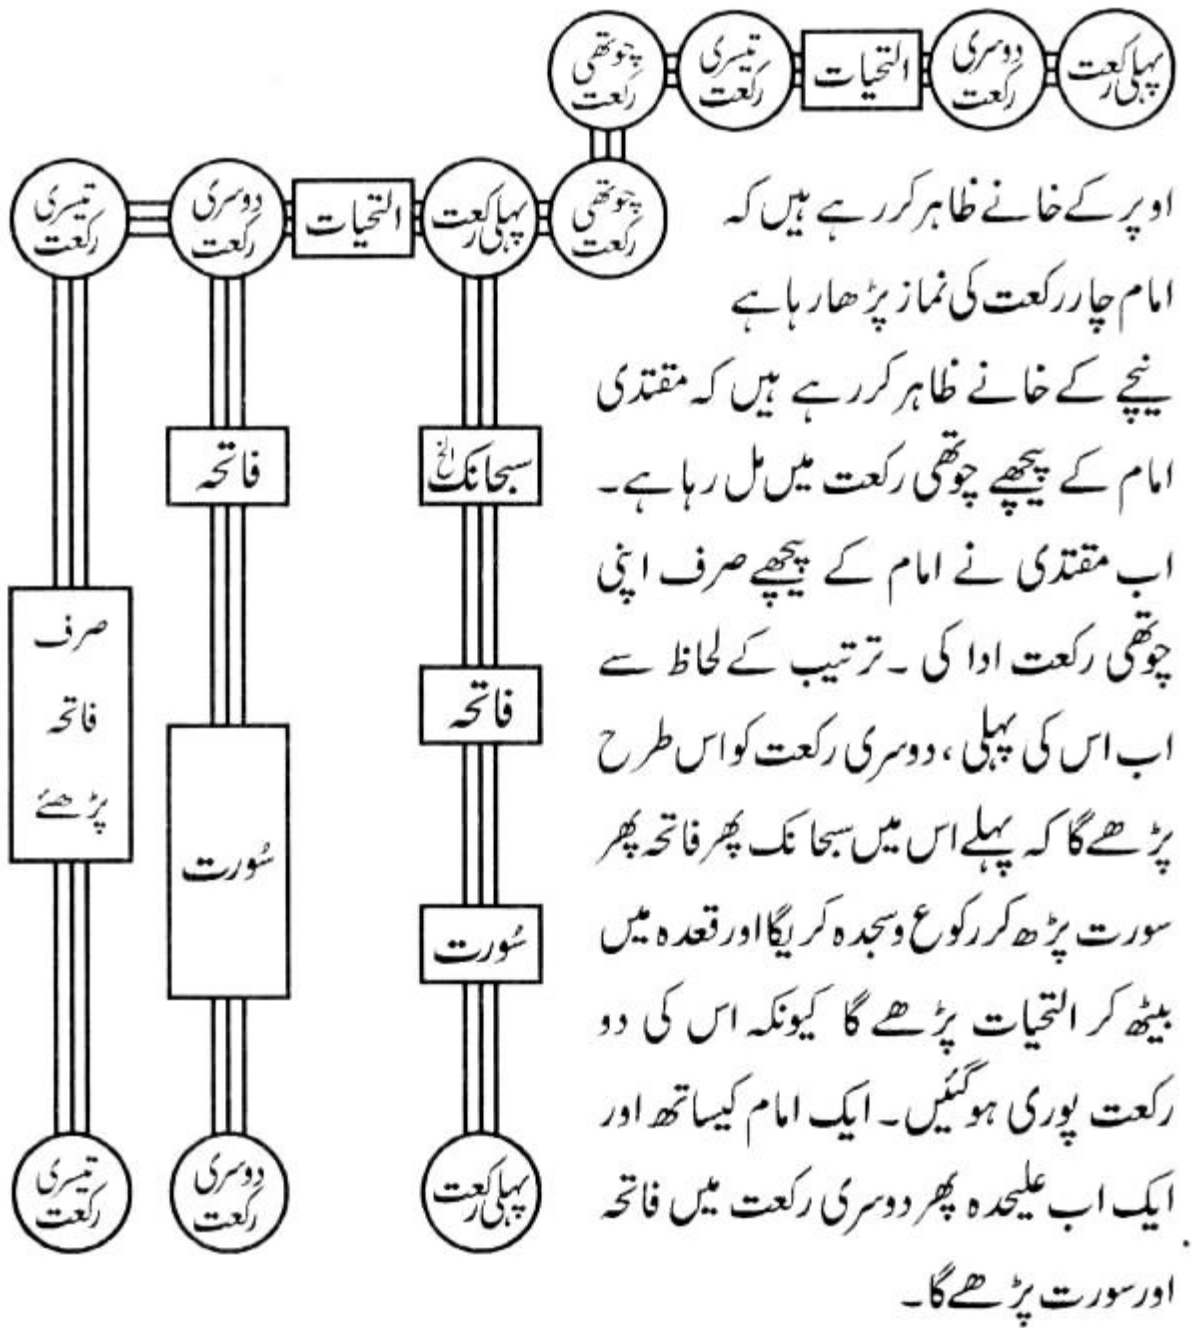 پہلی رکعت
دوسری رکعت
التحیات
تیسری رکعت
چوتھی رکعت
چوتھی رکعت
پہلی رکعت
التحیات
دوسری رکعت
تیسری رکعت
اوپر کے خانے ظاہر کررہے ہیں کہ
امام چار رکعت کی نماز پڑھا رہا ہے
نیچے کے خانے ظاہر کررہے ہیں کہ مقتدی
امام کے پیچھے چوتھی رکعت میں مل رہا ہے۔
اب مقتدی نے امام کے پیچھے صرف اپنی
چوتھی رکعت ادا کی ۔ ترتیب کے لحاظ سے
اب اس کی پہلی ، دوسری رکعت کو اس طرح
پڑھے گا کہ پہلے اس میں سبحانک پھر فاتحہ پھر
سورت پڑھ کر رکوع وسجدہ کریگا اور قعدہ میں
بیٹھ کر التحیات پڑھے گا کیونکہ اس کی دو
رکعت پوری ہوگئیں۔ ایک امام کیساتھ اور
ایک اب علیحدہ پھر دوسری رکعت میں فاتحہ
اور سورت پڑھے گا۔
سبحانک الخ
فاتحہ
سُورت
پہلی رکعت
فاتحہ
سُورت
دوسری رکعت
صرف
فاتحہ
پڑھئے
تیسری رکعت